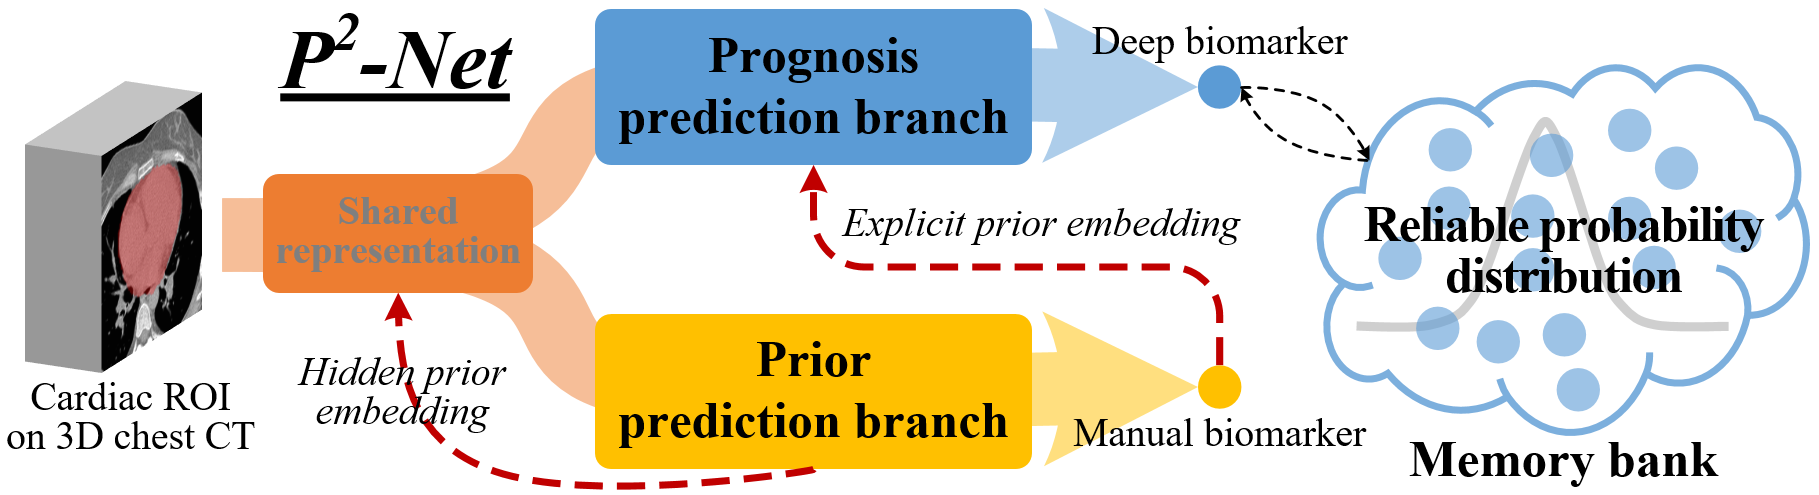 P²-Net
Cardiac ROI
on 3D chest CT
Shared
representation
Hidden prior
embedding
Prognosis
prediction branch
Explicit prior embedding
Prior
prediction branch
Deep biomarker
Manual biomarker
Reliable probability
distribution
Memory bank